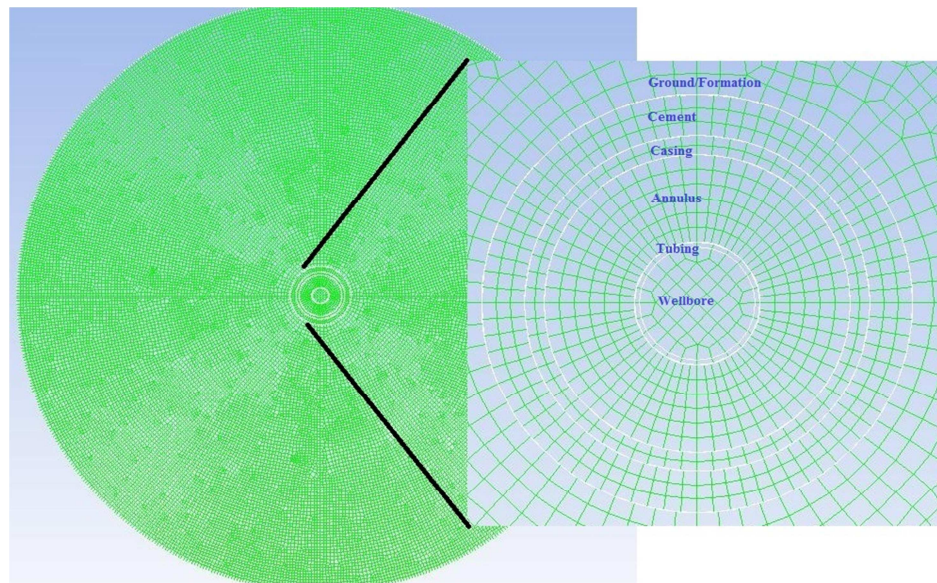 Ground/Formation
Cement
Casing
Annulus
Tubing
Wellbore